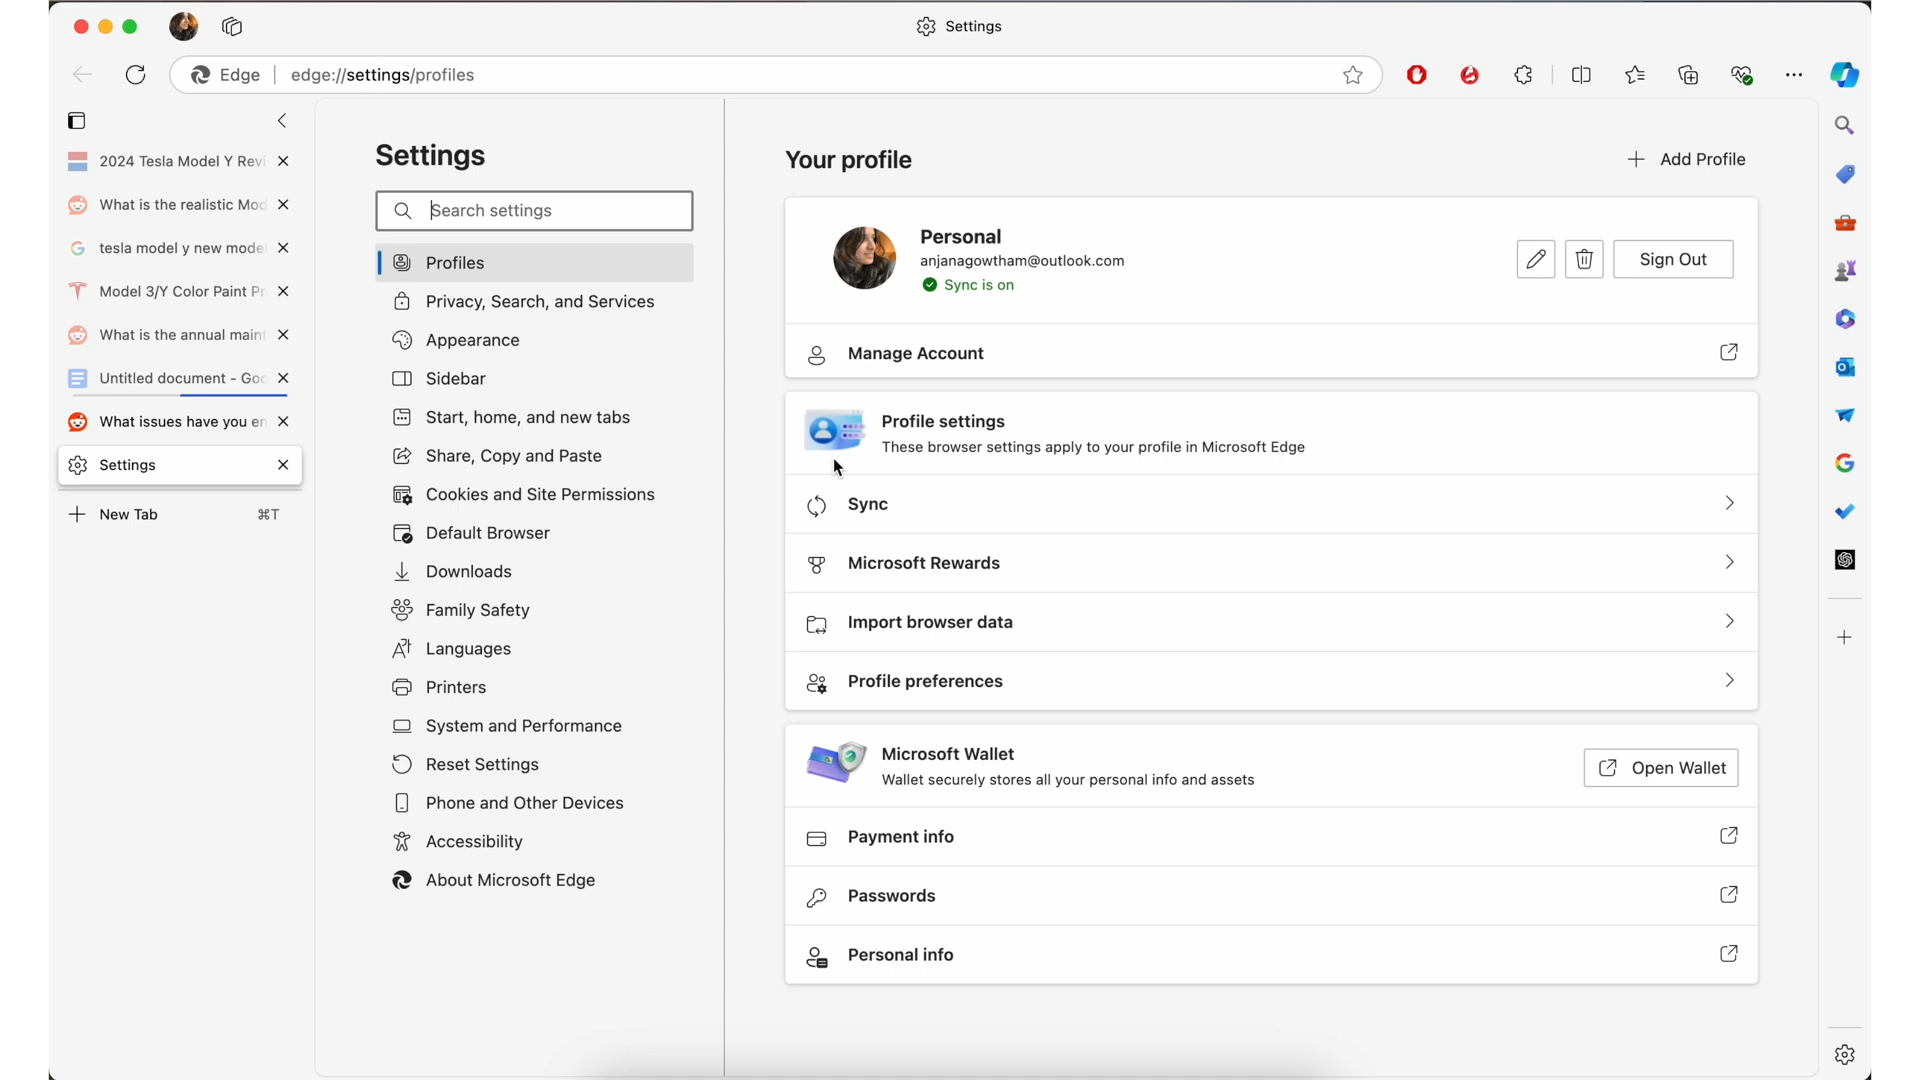 Settings
Edge
edge://settings/profiles
2024 Tesla Model Y Revi
What is the realistic Mod
tesla model y new model
Model 3/Y Color Paint Pr
What is the annual maint
Untitled document - Goo
What issues have you en
Settings
New Tab
⌘T
Settings
Search settings
Profiles
Privacy, Search, and Services
Appearance
Sidebar
Start, home, and new tabs
Share, Copy and Paste
Cookies and Site Permissions
Default Browser
Downloads
Family Safety
Languages
Printers
System and Performance
Reset Settings
Phone and Other Devices
Accessibility
About Microsoft Edge
Your profile
Add Profile
Personal
anjanagowtham@outlook.com
Sync is on
Sign Out
Manage Account
Profile settings
These browser settings apply to your profile in Microsoft Edge
Sync
Microsoft Rewards
Import browser data
Profile preferences
Microsoft Wallet
Wallet securely stores all your personal info and assets
Open Wallet
Payment info
Passwords
Personal info